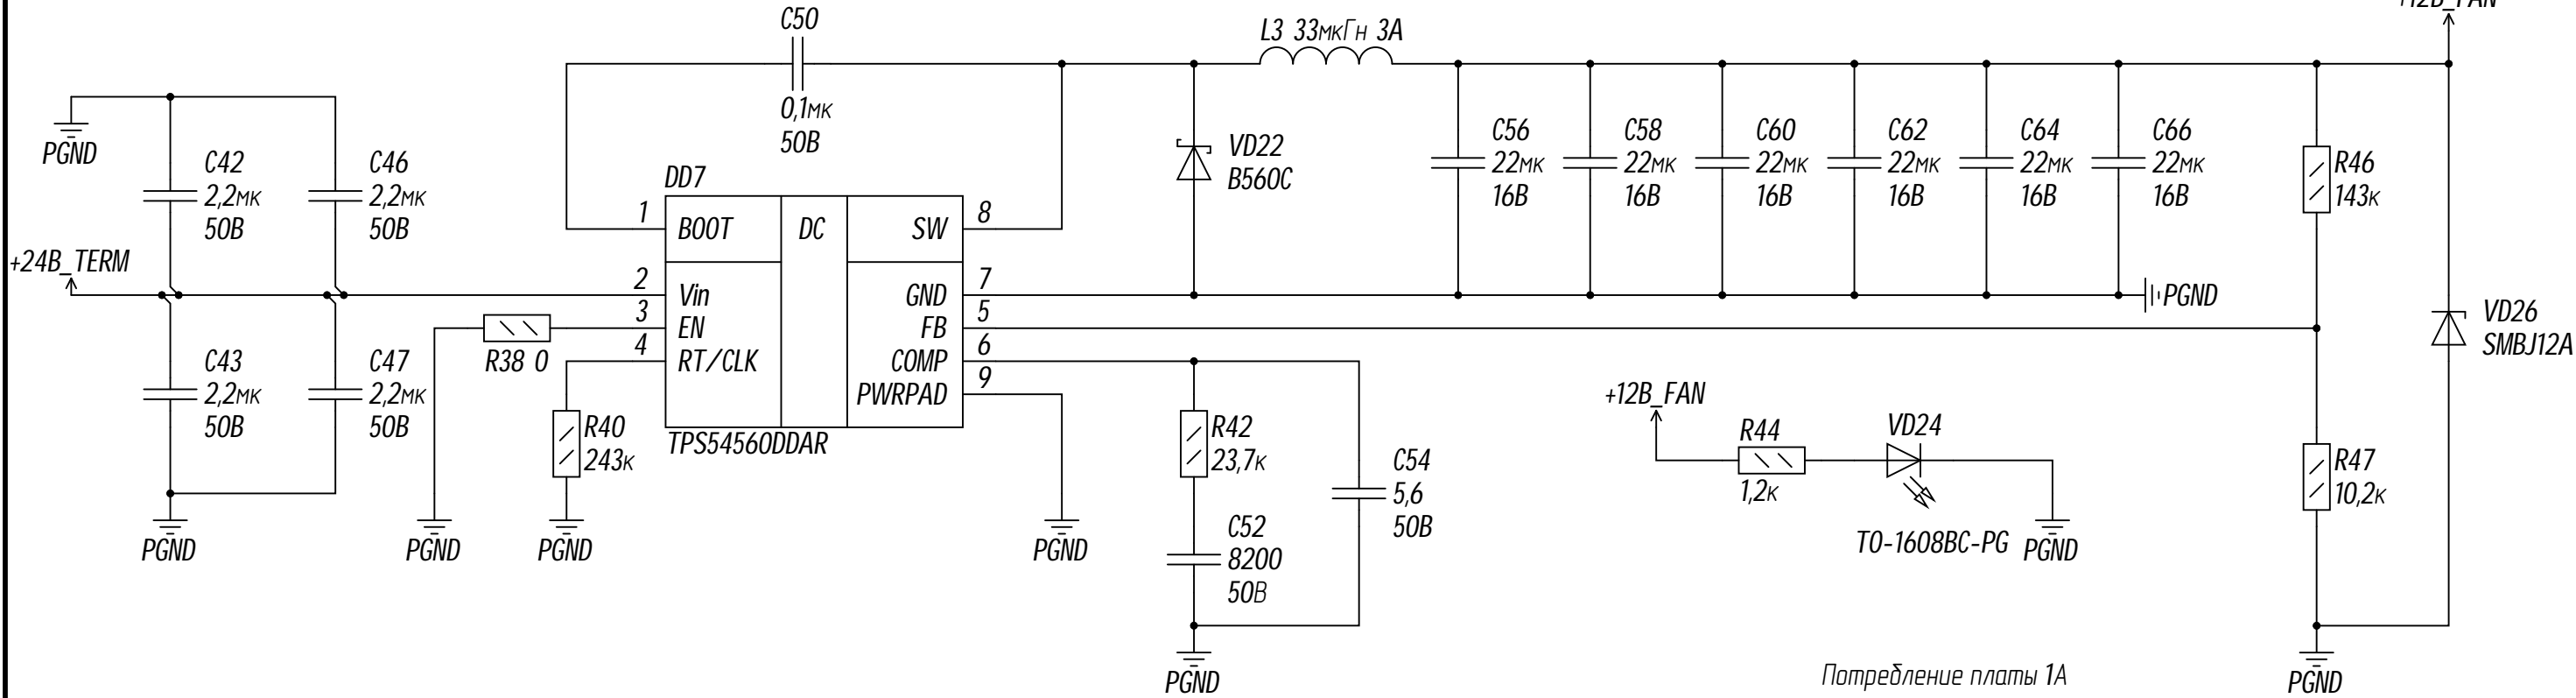 C50
0,1мк
50В
L3 33мкГн 3А
+12В_FAN
PGND
C42
2,2мк
50В
C46
2,2мк
50В
+24В_TERM
C43
2,2мк
50В
C47
2,2мк
50В
PGND
DD7
1
BOOT
DC
SW
8
2
Vin
GND
7
3
EN
FB
5
4
RT/CLK
COMP
6
PWRPAD
9
TPS54560DDAR
R38 0
PGND
R40
243к
PGND
PGND
VD22
B560C
C56
22мк
16В
C58
22мк
16В
C60
22мк
16В
C62
22мк
16В
C64
22мк
16В
C66
22мк
16В
PGND
R46
143к
VD26
SMBJ12A
R42
23,7к
C52
8200
50В
C54
5,6
50В
PGND
+12В_FAN
R44
1,2к
VD24
TO-1608BC-PG
PGND
R47
10,2к
PGND
Потребление платы 1А